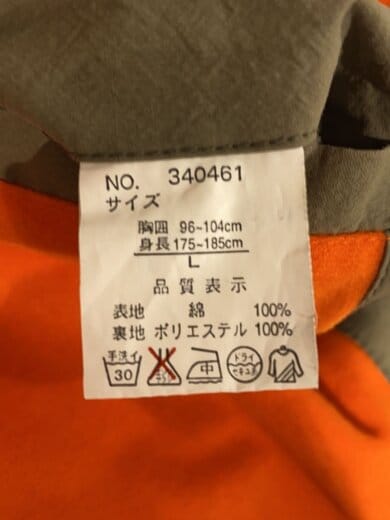 NO. 340461
サイズ
胸囲 96~104cm
身長 175~185cm
L
品質表示
表地 綿 100%
裏地 ポリエステル 100%
手洗イ 30 中 ドライ